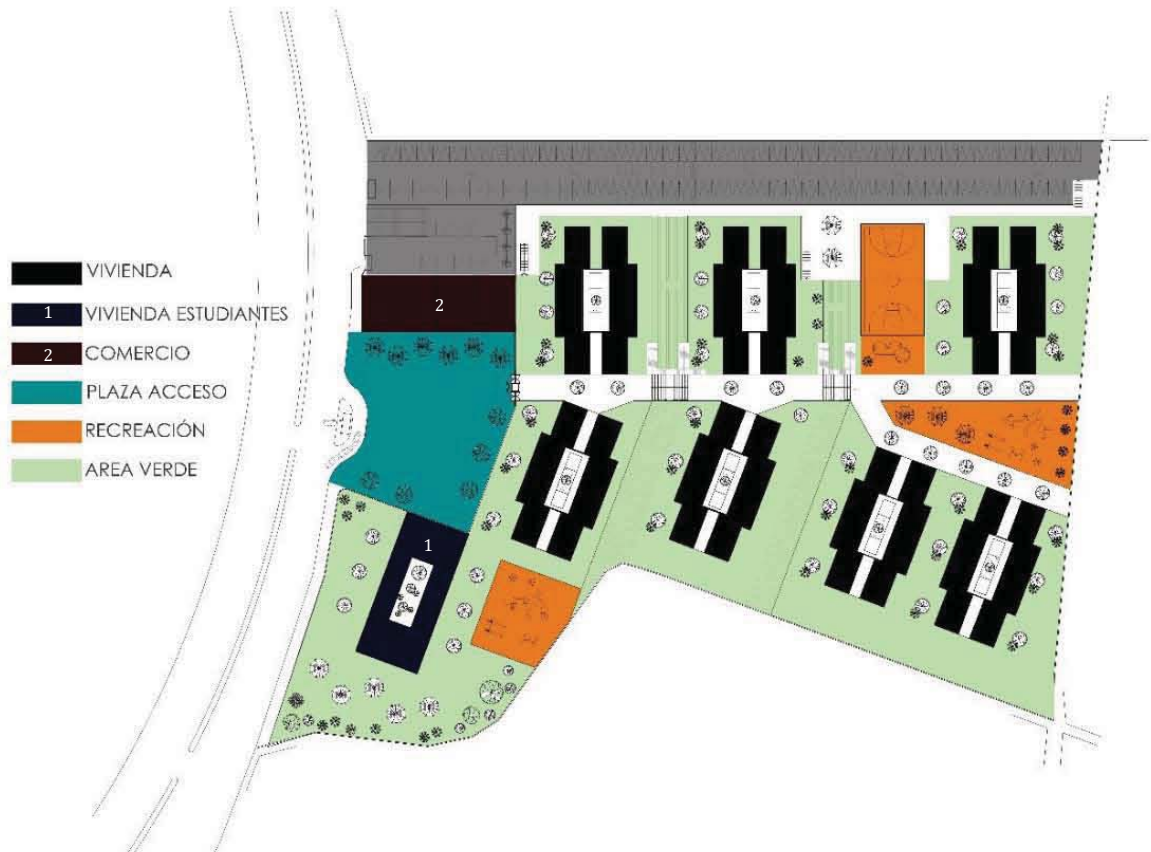 VIVIENDA
1 VIVIENDA ESTUDIANTES
2 COMERCIO
PLAZA ACCESO
RECREACIÓN
AREA VERDE
2
1